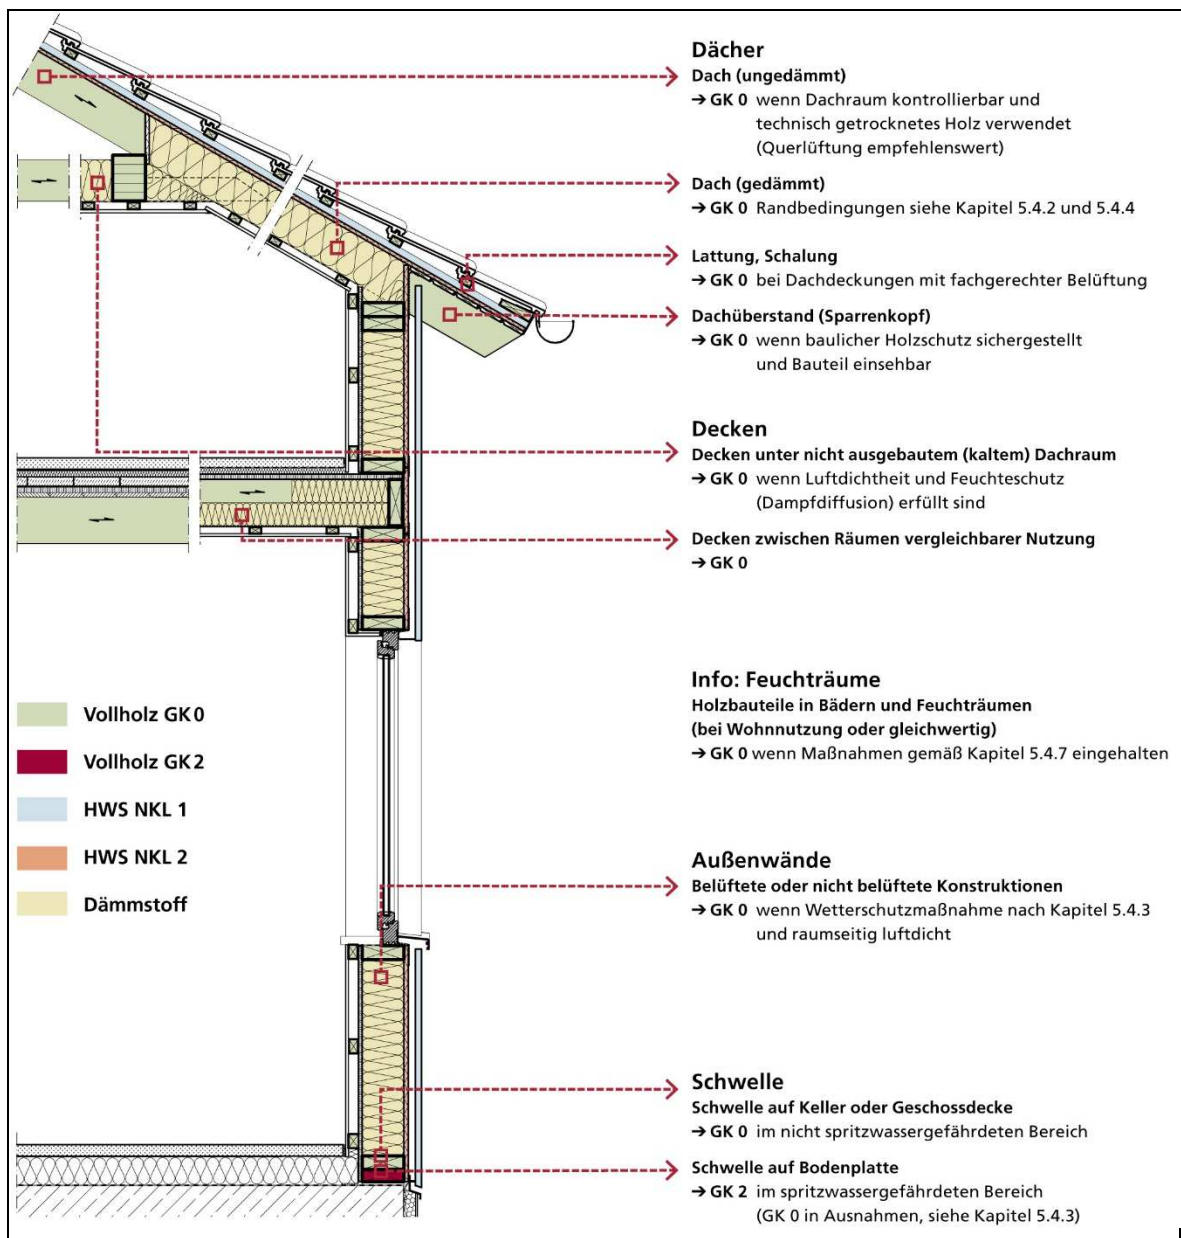 Dächer
Dach (ungedämmt)
→ GK 0 wenn Dachraum kontrollierbar und
technisch getrocknetes Holz verwendet
(Querlüftung empfehlenswert)
Dach (gedämmt)
→ GK 0 Randbedingungen siehe Kapitel 5.4.2 und 5.4.4
Lattung, Schalung
→ GK 0 bei Dachdeckungen mit fachgerechter Belüftung
Dachüberstand (Sparrenkopf)
→ GK 0 wenn baulicher Holzschutz sichergestellt
und Bauteil einsehbar
Decken
Decken unter nicht ausgebautem (kaltem) Dachraum
→ GK 0 wenn Luftdichtheit und Feuchteschutz
(Dampfdiffusion) erfüllt sind
Decken zwischen Räumen vergleichbarer Nutzung
→ GK 0
Info: Feuchträume
Holzbauteile in Bädern und Feuchträumen
(bei Wohnnutzung oder gleichwertig)
→ GK 0 wenn Maßnahmen gemäß Kapitel 5.4.7 eingehalten
Vollholz GK 0
Vollholz GK 2
HWS NKL 1
HWS NKL 2
Dämmstoff
Außenwände
Belüftete oder nicht belüftete Konstruktionen
→ GK 0 wenn Wetterschutzmaßnahme nach Kapitel 5.4.3
und raumseitig luftdicht
Schwelle
Schwelle auf Keller oder Geschossdecke
→ GK 0 im nicht spritzwassergefährdeten Bereich
Schwelle auf Bodenplatte
→ GK 2 im spritzwassergefährdeten Bereich
(GK 0 in Ausnahmen, siehe Kapitel 5.4.3)